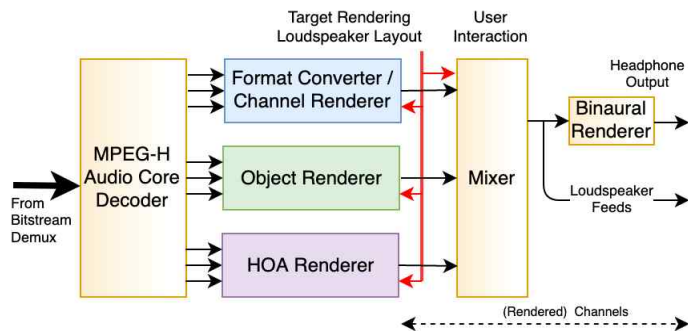 Target Rendering
Loudspeaker Layout
User
Interaction
Headphone
Output
Format Converter /
Channel Renderer
MPEG-H
Audio Core
Decoder
Object Renderer
Mixer
Binaural
Renderer
From
Bitstream
Demux
Loudspeaker
Feeds
HOA Renderer
(Rendered) Channels